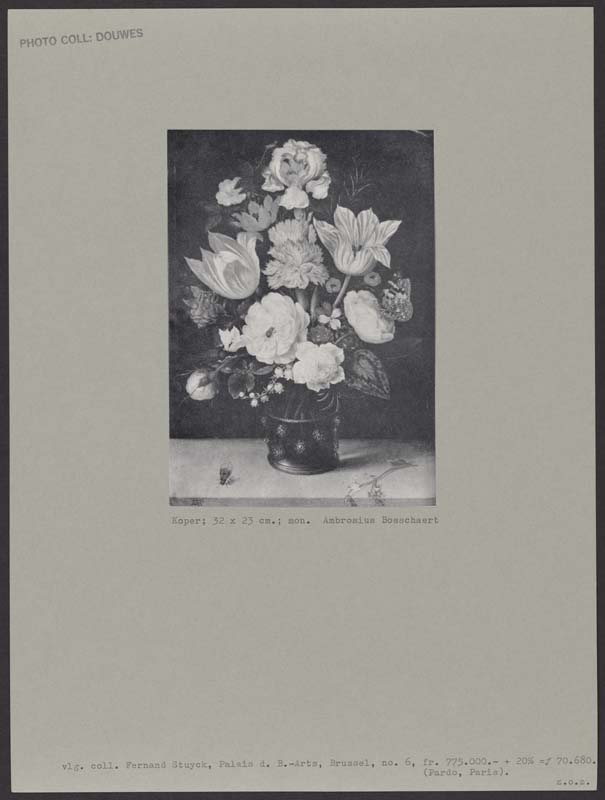 PHOTO COLL: DOUWES
Koper; 32 x 23 cm.; mon. Ambrosius Bosschaert
vlg. coll. Fernand Stuyck, Palais d. B.-Arts, Brussel, no. 6, fr. 775.000.- + 20% =ƒ 70.680.
(Pardo, Paris).
z.o.z.